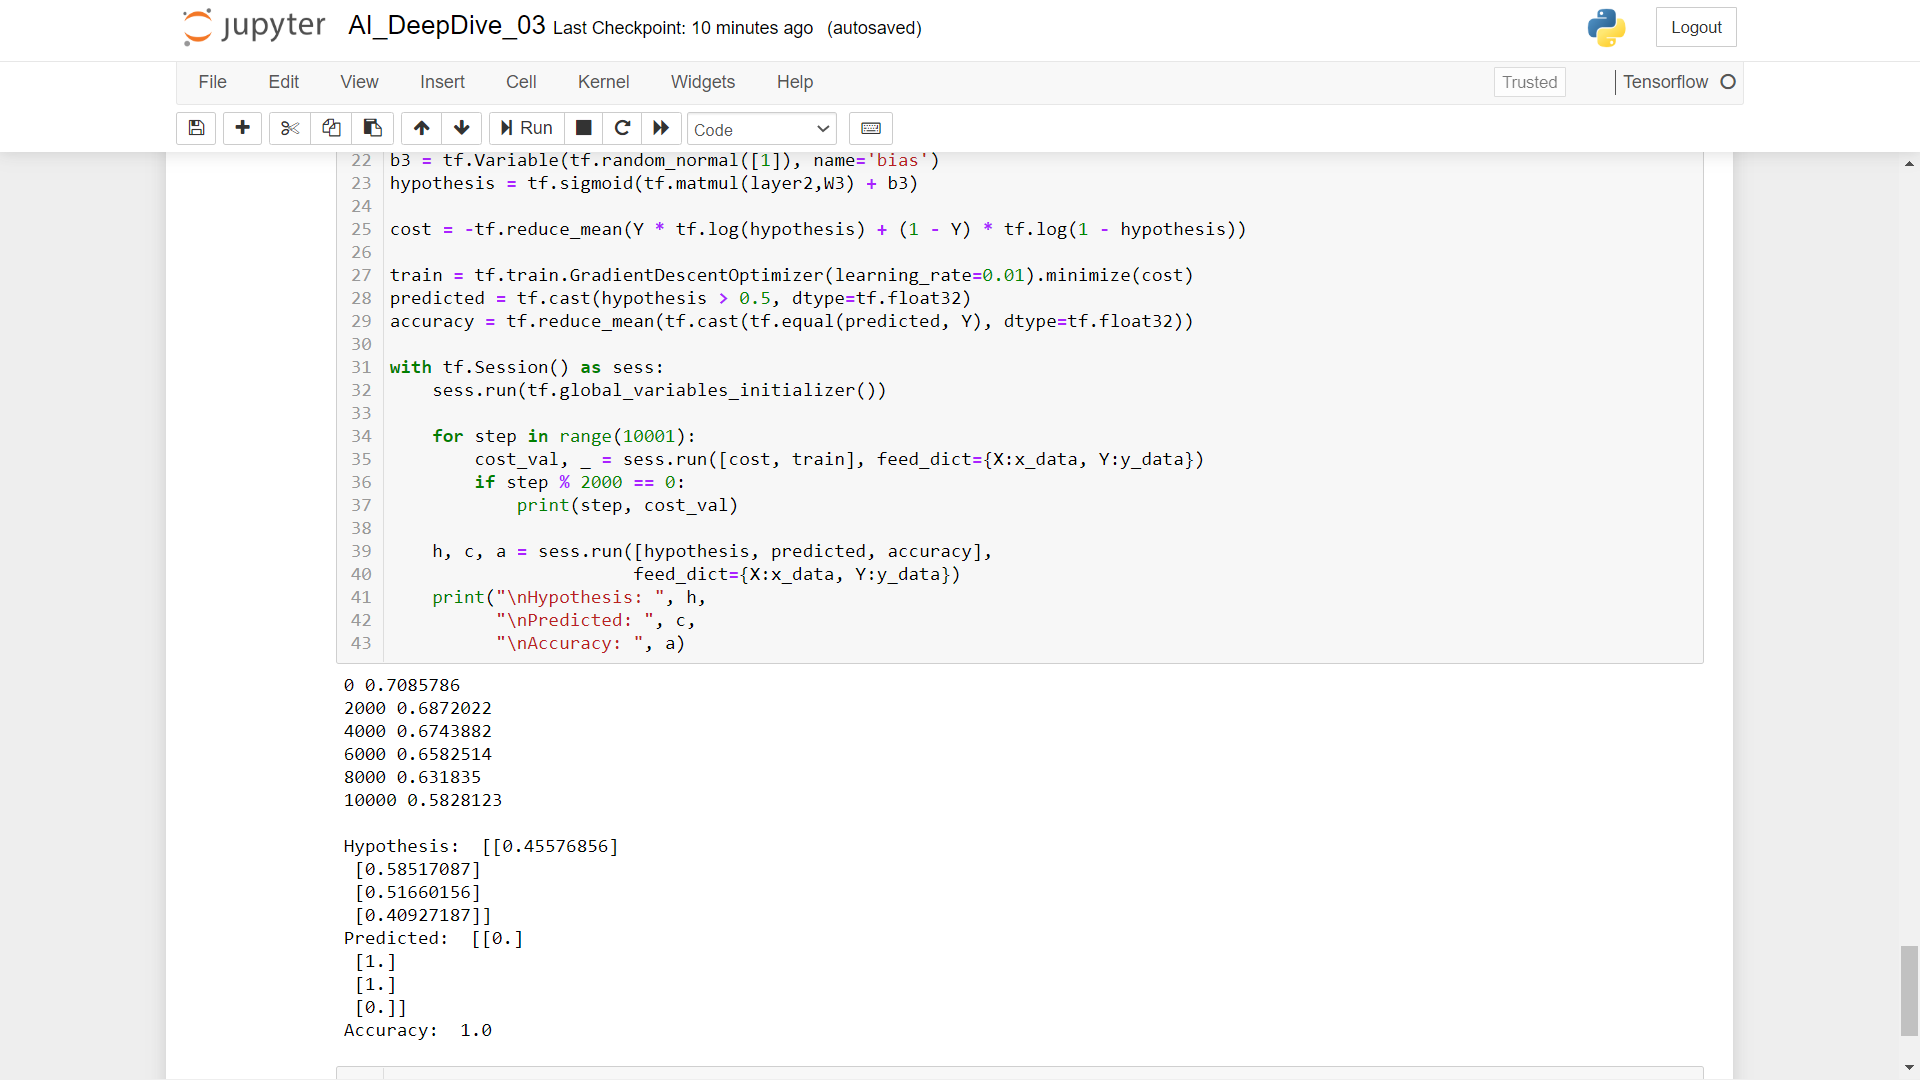 jupyter AI_DeepDive_03 Last Checkpoint: 10 minutes ago (autosaved) Logout
File Edit View Insert Cell Kernel Widgets Help Trusted Tensorflow
Run Code
22 b3 = tf.Variable(tf.random_normal([1]), name='bias')
23 hypothesis = tf.sigmoid(tf.matmul(layer2,W3) + b3)
24
25 cost = -tf.reduce_mean(Y * tf.log(hypothesis) + (1 - Y) * tf.log(1 - hypothesis))
26
27 train = tf.train.GradientDescentOptimizer(learning_rate=0.01).minimize(cost)
28 predicted = tf.cast(hypothesis > 0.5, dtype=tf.float32)
29 accuracy = tf.reduce_mean(tf.cast(tf.equal(predicted, Y), dtype=tf.float32))
30
31 with tf.Session() as sess:
32     sess.run(tf.global_variables_initializer())
33
34     for step in range(10001):
35         cost_val, _ = sess.run([cost, train], feed_dict={X:x_data, Y:y_data})
36         if step % 2000 == 0:
37             print(step, cost_val)
38
39     h, c, a = sess.run([hypothesis, predicted, accuracy],
40                        feed_dict={X:x_data, Y:y_data})
41     print("\nHypothesis: ", h,
42           "\nPredicted: ", c,
43           "\nAccuracy: ", a)
0 0.7085786
2000 0.6872022
4000 0.6743882
6000 0.6582514
8000 0.631835
10000 0.5828123
Hypothesis:  [[0.45576856]
 [0.58517087]
 [0.51660156]
 [0.40927187]]
Predicted:  [[0.]
 [1.]
 [1.]
 [0.]]
Accuracy:  1.0